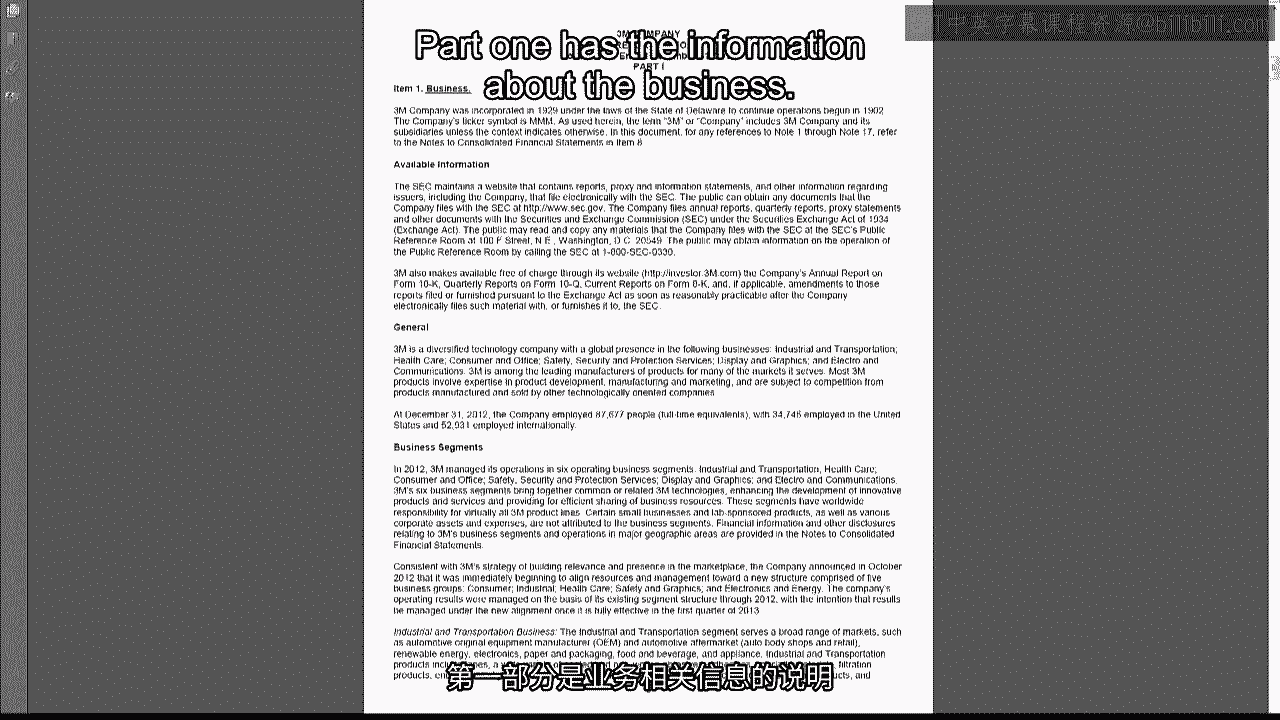 Part one has the information
about the business.
PART I
Item 1. Business.
3M Company was incorporated in 1929 under the laws of the State of Delaware to continue operations begun in 1902.
The Company's ticker symbol is MMM. As used herein, the term "3M" or "Company" includes 3M Company and its
subsidiaries unless the context indicates otherwise. In this document, for any references to Note 1 through Note 17, refer
to the Notes to Consolidated Financial Statements in Item 8.
Available Information
The SEC maintains a website that contains reports, proxy and information statements, and other information regarding
issuers, including the Company, that file electronically with the SEC. The public can obtain any documents that the
Company files with the SEC at http://www.sec.gov. The Company files annual reports, quarterly reports, proxy statements
and other documents with the Securities and Exchange Commission (SEC) under the Securities Exchange Act of 1934
(Exchange Act). The public may read and copy any materials that the Company files with the SEC at the SEC's Public
Reference Room at 100 F Street, N.E., Washington, D.C. 20549. The public may obtain information on the operation of
the Public Reference Room by calling the SEC at 1-800-SEC-0330.
3M also makes available free of charge through its website (http://investor.3M.com) the Company's Annual Report on
Form 10-K, Quarterly Reports on Form 10-Q, Current Reports on Form 8-K, and, if applicable, amendments to those
reports filed or furnished pursuant to the Exchange Act as soon as reasonably practicable after the Company
electronically files such material with, or furnishes it to, the SEC.
General
3M is a diversified technology company with a global presence in the following businesses: Industrial and Transportation;
Health Care; Consumer and Office; Safety, Security and Protection Services; Display and Graphics; and Electro and
Communications. 3M is among the leading manufacturers of products for many of the markets it serves. Most 3M
products involve expertise in product development, manufacturing and marketing, and are subject to competition from
products manufactured and sold by other technologically oriented companies.
At December 31, 2012, the Company employed 87,677 people (full-time equivalents), with 34,746 employed in the United
States and 52,931 employed internationally.
Business Segments
In 2012, 3M managed its operations in six operating business segments: Industrial and Transportation; Health Care;
Consumer and Office; Safety, Security and Protection Services; Display and Graphics; and Electro and Communications.
3M's six business segments bring together common or related 3M technologies, enhancing the development of innovative
products and services and providing for efficient sharing of business resources. These segments have worldwide
responsibility for virtually all 3M product lines. Certain small businesses and lab-sponsored products, as well as various
corporate assets and expenses, are not attributed to the business segments. Financial information and other disclosures
relating to 3M's business segments and operations in major geographic areas are provided in the Notes to Consolidated
Financial Statements.
Consistent with 3M's strategy of building relevance and presence in the marketplace, the Company announced in October
2012 that it was immediately beginning to align resources and management toward a new structure comprised of five
business groups: Consumer; Industrial; Health Care; Safety and Graphics; and Electronics and Energy. The company's
operating results were managed on the basis of its existing segment structure through 2012, with the intention that results
be managed under the new alignment once it is fully effective in the first quarter of 2013.
Industrial and Transportation Business: The Industrial and Transportation segment serves a broad range of markets, such
as automotive original equipment manufacturer (OEM) and automotive aftermarket (auto body shops and retail),
renewable energy, electronics, paper and packaging, food and beverage, and appliance. Industrial and Transportation
products filtration
products, and
第一部分是业务相关信息的说明